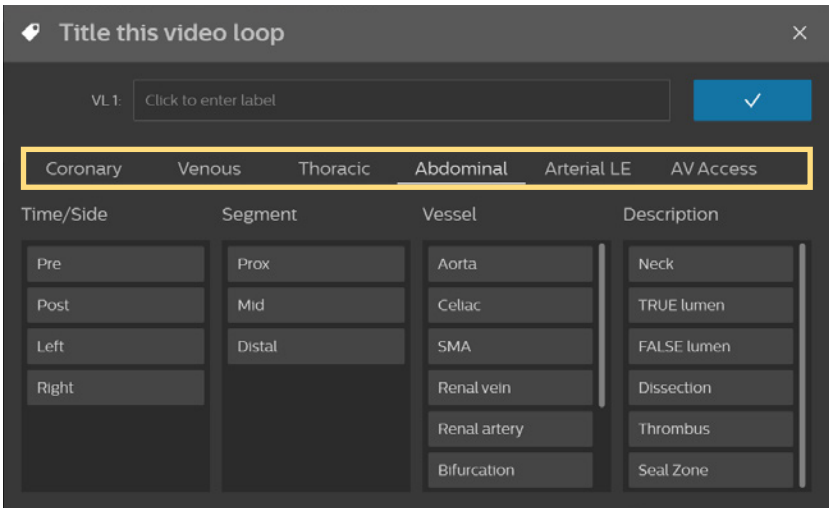 Title this video loop
VL 1: Click to enter label
Coronary Venous Thoracic Abdominal Arterial LE AV Access
Time/Side Segment Vessel Description
Pre Prox Aorta Neck
Post Mid Celiac TRUE lumen
Left Distal SMA FALSE lumen
Right Renal vein Dissection
Renal artery Thrombus
Bifurcation Seal Zone